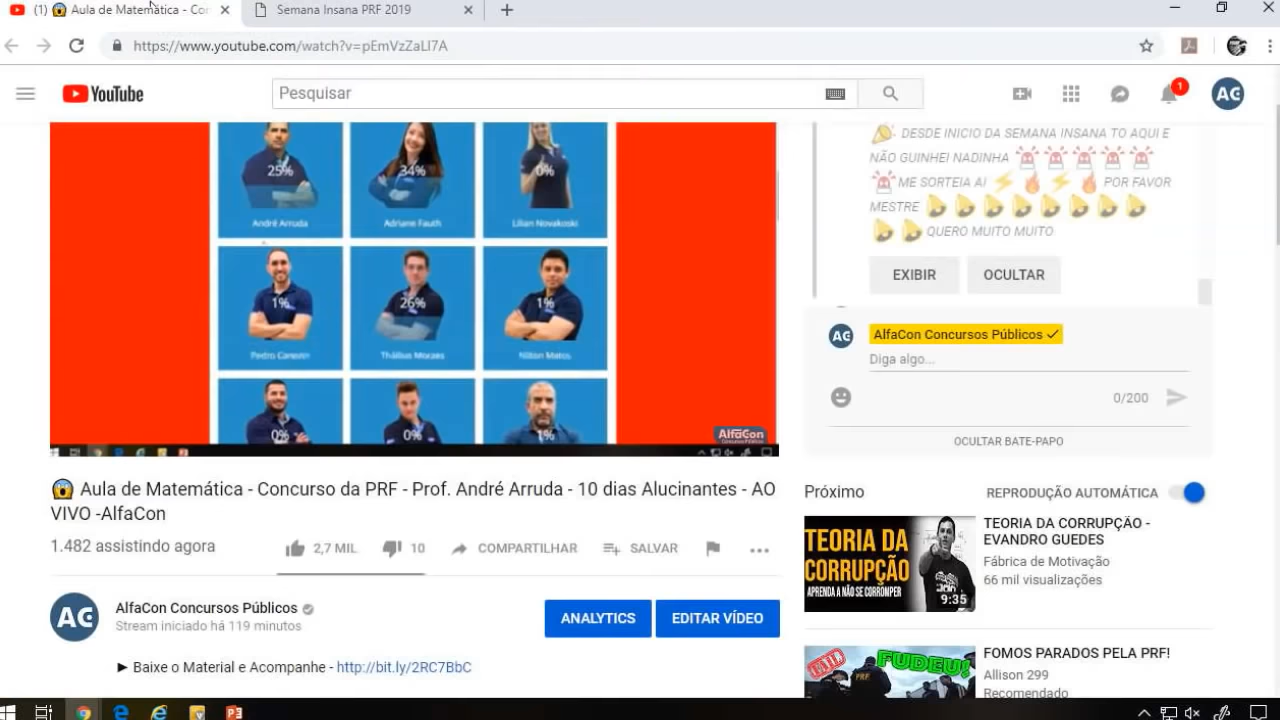 (1) 😱 Aula de Matemática - Co
Semana Insana PRF 2019
https://www.youtube.com/watch?v=pEmVzZaLl7A
YouTube
Pesquisar
1
AG
25%
34%
0%
André Arruda
Adriane Fauth
Lilian Novakoski
1%
26%
1%
Pedro Canezin
Thállius Moraes
Nilton Matos
0%
0%
1%
AlfaCon
🎉 DESDE INICIO DA SEMANA INSANA TO AQUI E
NÃO GUINHEI NADINHA 🚨🚨🚨🚨🚨
🚨 ME SORTEIA AI ⚡🔥⚡🔥 POR FAVOR
MESTRE 🔔🔔🔔🔔🔔🔔🔔🔔
🔔🔔 QUERO MUITO MUITO
EXIBIR
OCULTAR
AG
AlfaCon Concursos Públicos ✓
Diga algo...
0/200
OCULTAR BATE-PAPO
😱 Aula de Matemática - Concurso da PRF - Prof. André Arruda - 10 dias Alucinantes - AO
VIVO -AlfaCon
1.482 assistindo agora
2,7 MIL
10
COMPARTILHAR
SALVAR
...
AG
AlfaCon Concursos Públicos
Stream iniciado há 119 minutos
ANALYTICS
EDITAR VÍDEO
► Baixe o Material e Acompanhe - http://bit.ly/2RC7BbC
Próximo
REPRODUÇÃO AUTOMÁTICA
TEORIA DA
CORRUPÇÃO
APRENDA A NÃO SE CORROMPER
9:35
TEORIA DA CORRUPÇÃO -
EVANDRO GUEDES
Fábrica de Motivação
66 mil visualizações
FUDEU!
PRF
FOMOS PARADOS PELA PRF!
Allison 299
Recomendado